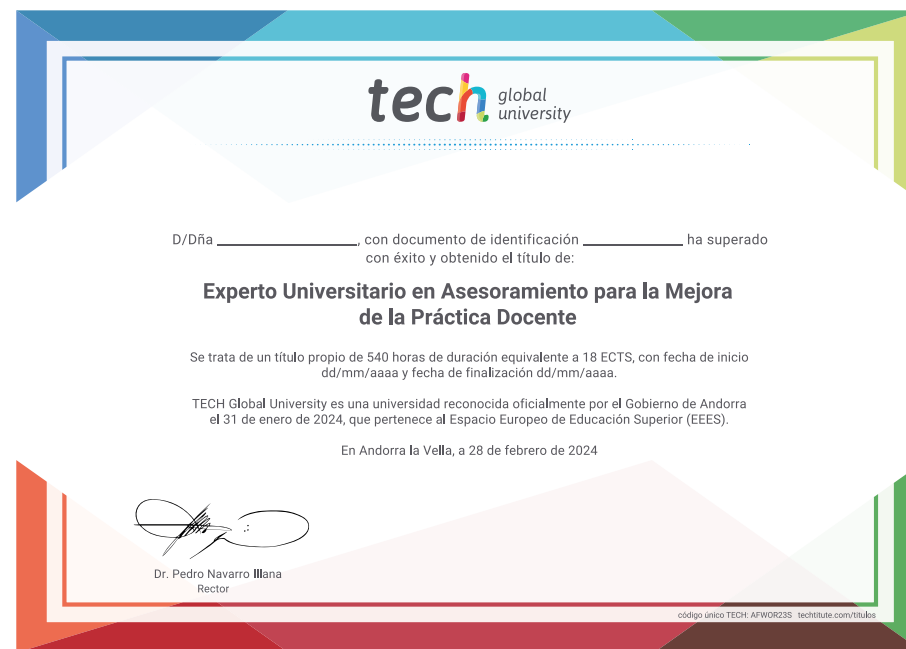 tech global university
D/Dña ____________________, con documento de identificación ______________ ha superado
con éxito y obtenido el título de:
Experto Universitario en Asesoramiento para la Mejora
de la Práctica Docente
Se trata de un título propio de 540 horas de duración equivalente a 18 ECTS, con fecha de inicio
dd/mm/aaaa y fecha de finalización dd/mm/aaaa.
TECH Global University es una universidad reconocida oficialmente por el Gobierno de Andorra
el 31 de enero de 2024, que pertenece al Espacio Europeo de Educación Superior (EEES).
En Andorra la Vella, a 28 de febrero de 2024
Dr. Pedro Navarro Illana
Rector
código único TECH: AFWOR23S techtitute.com/titulos